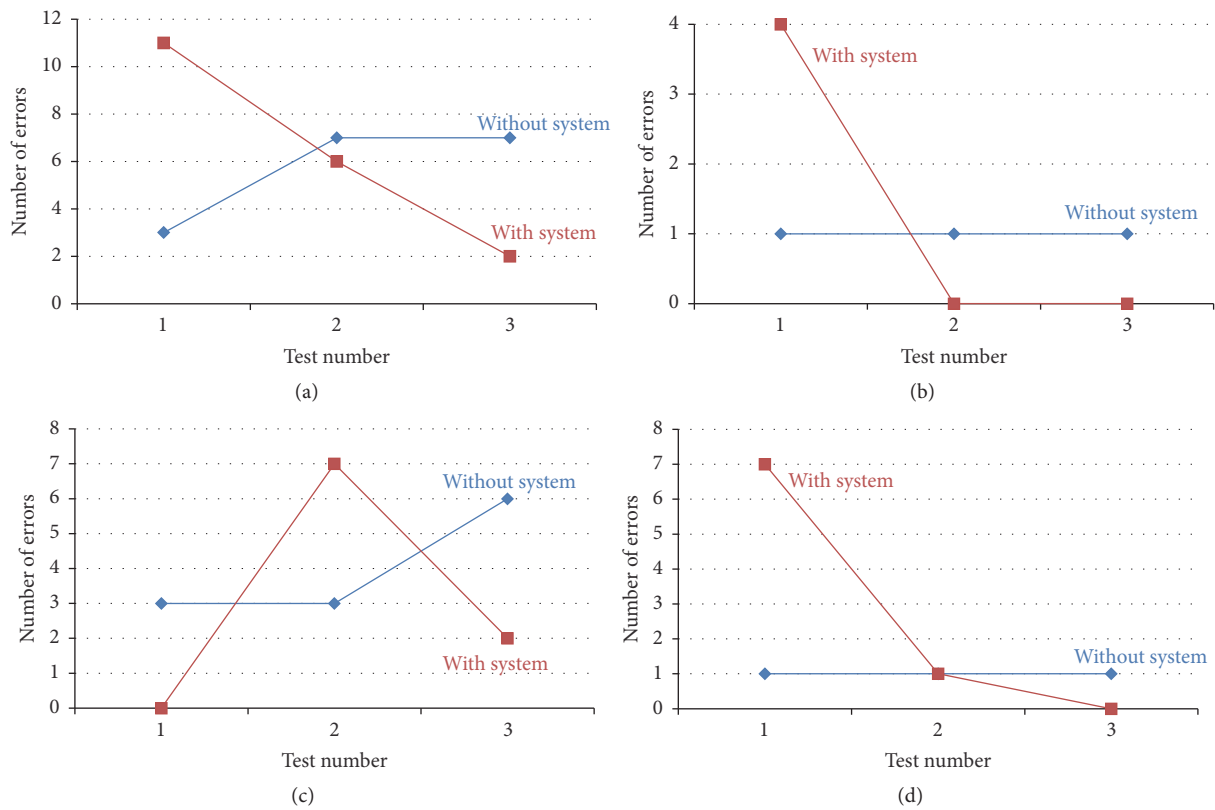 12
10
8
6
4
2
0
Number of errors
Without system
With system
1 2 3
Test number
(a)
4
3
2
1
0
Number of errors
With system
Without system
1 2 3
Test number
(b)
8
7
6
5
4
3
2
1
0
Number of errors
Without system
With system
1 2 3
Test number
(c)
8
7
6
5
4
3
2
1
0
Number of errors
With system
Without system
1 2 3
Test number
(d)